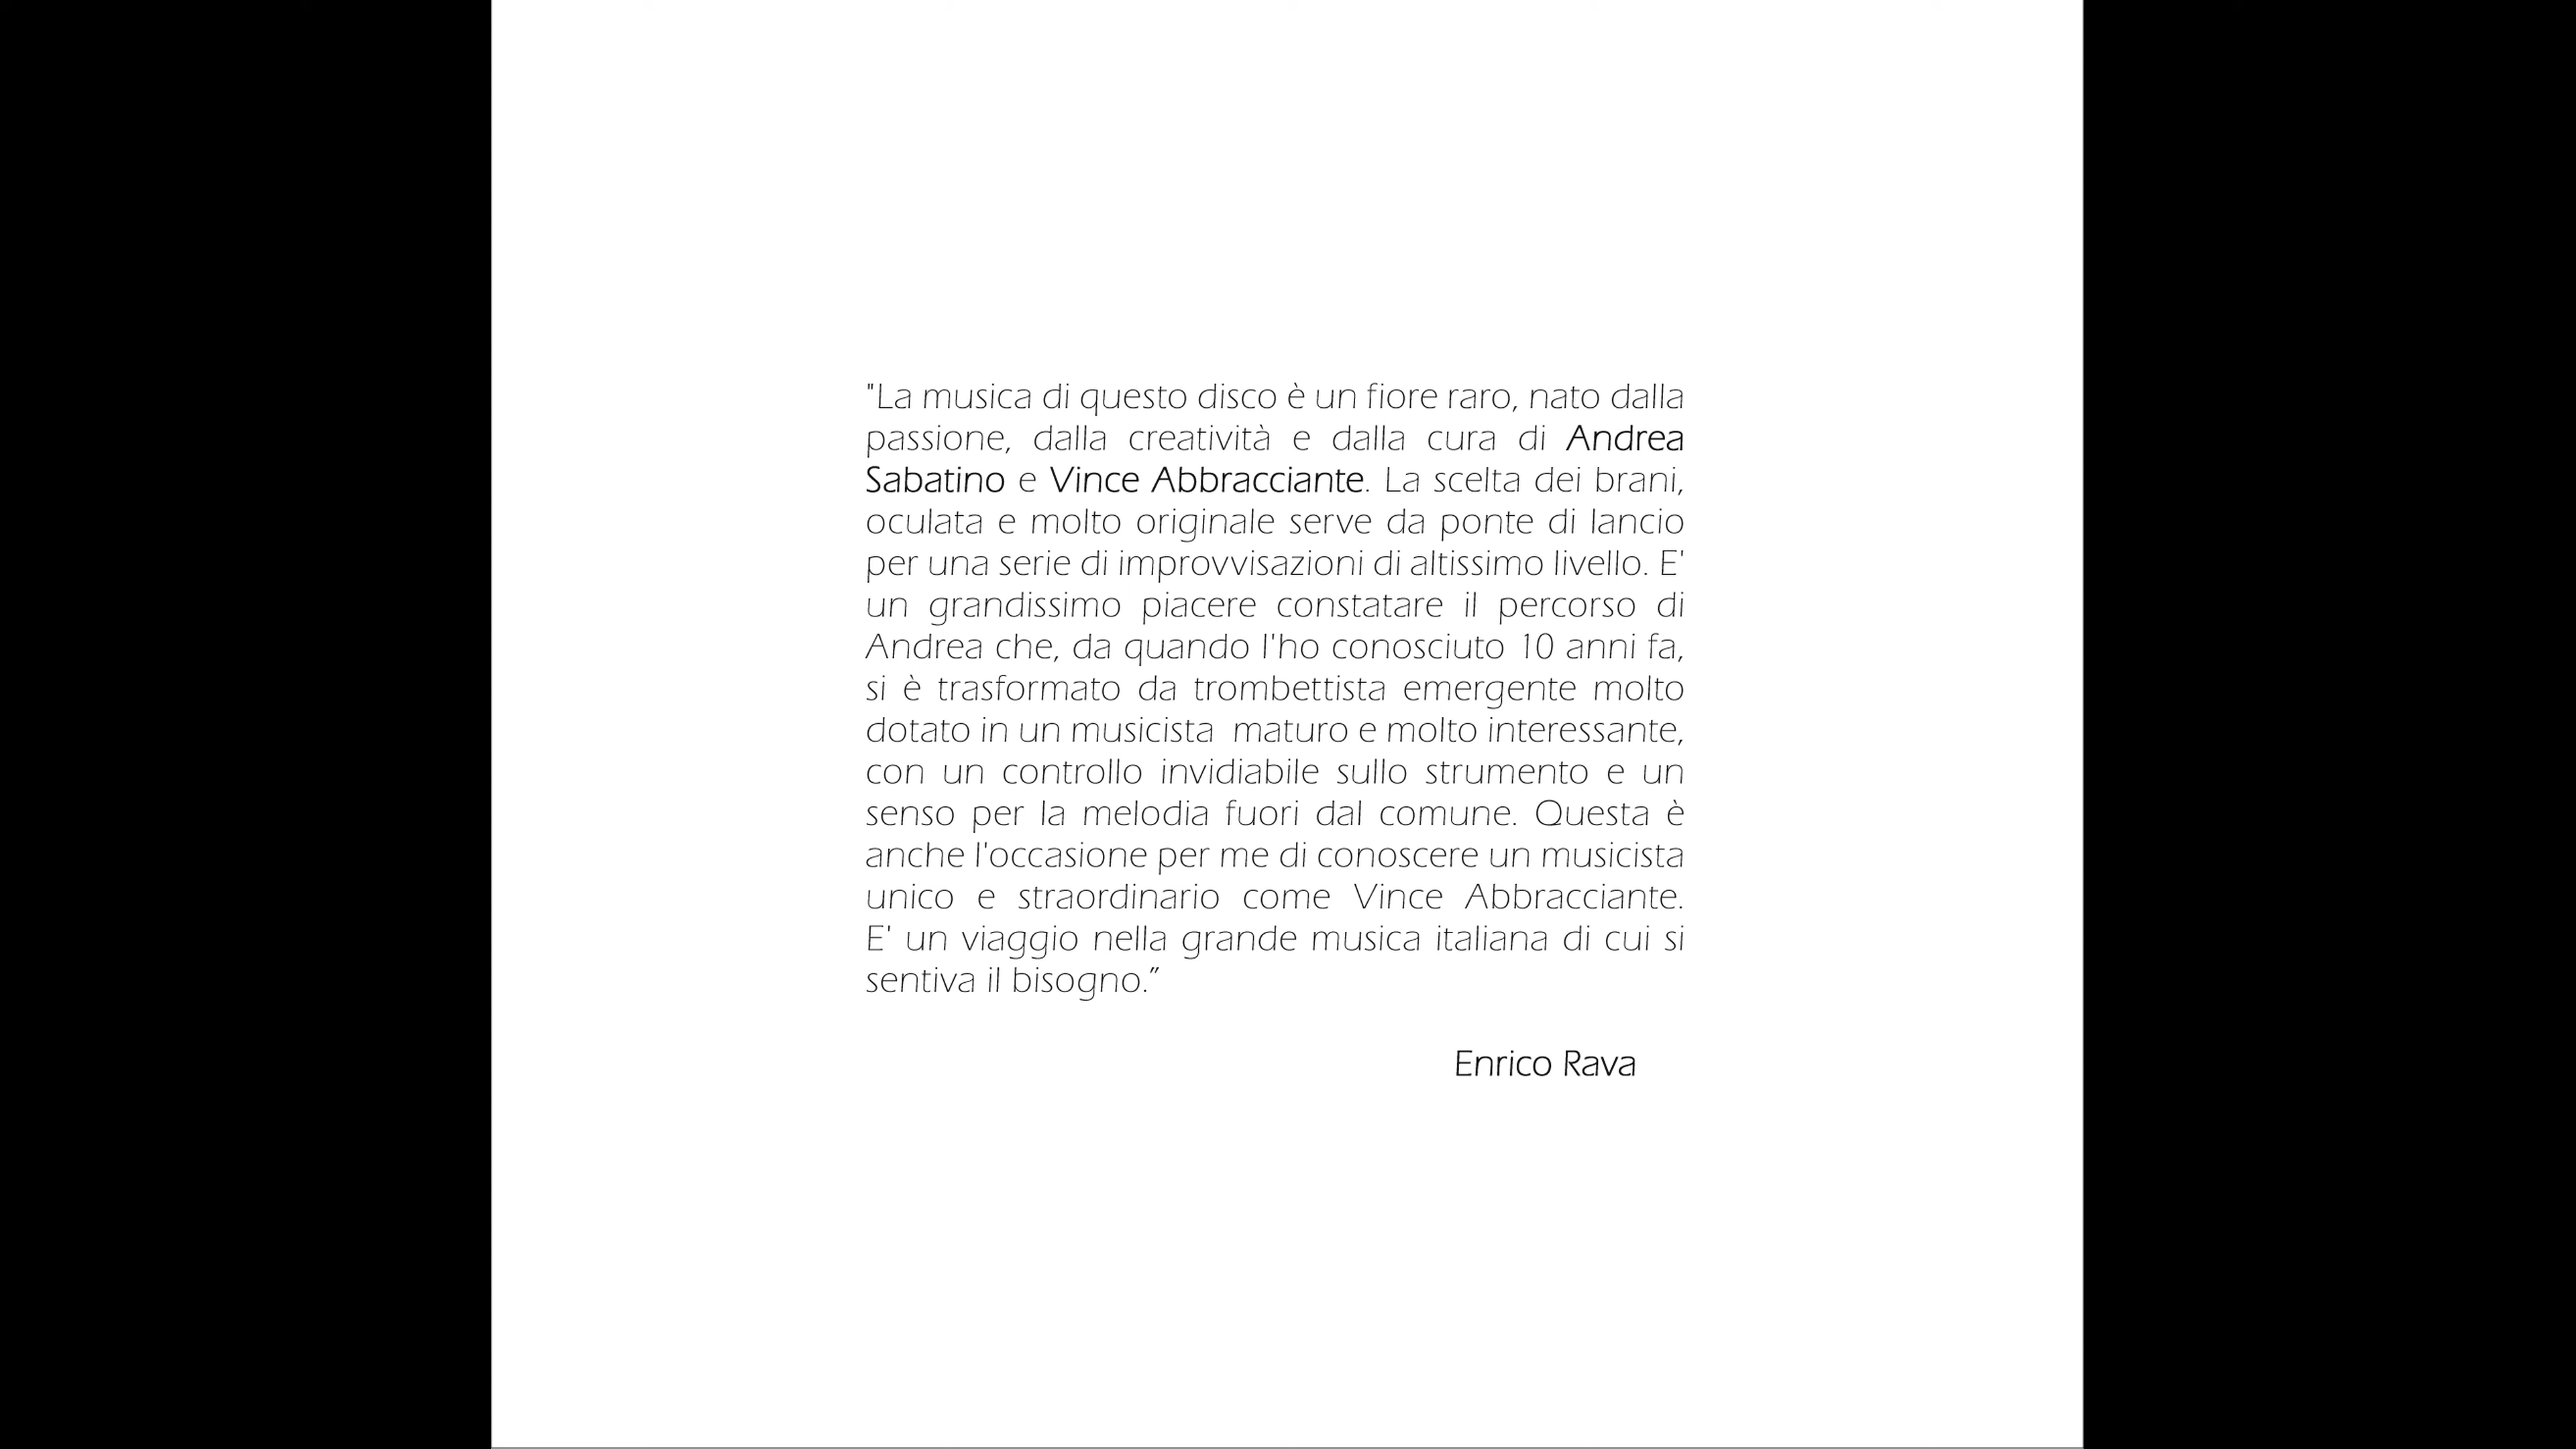 "La musica di questo disco è un fiore raro, nato dalla
passione, dalla creatività e dalla cura di Andrea
Sabatino e Vince Abbracciante. La scelta dei brani,
oculata e molto originale serve da ponte di lancio
per una serie di improvvisazioni di altissimo livello. E'
un grandissimo piacere constatare il percorso di
Andrea che, da quando l'ho conosciuto 10 anni fa,
si è trasformato da trombettista emergente molto
dotato in un musicista  maturo e molto interessante,
con un controllo invidiabile sullo strumento e un
senso per la melodia fuori dal comune. Questa è
anche l'occasione per me di conoscere un musicista
unico e straordinario come Vince Abbracciante.
E' un viaggio nella grande musica italiana di cui si
sentiva il bisogno.”
Enrico Rava